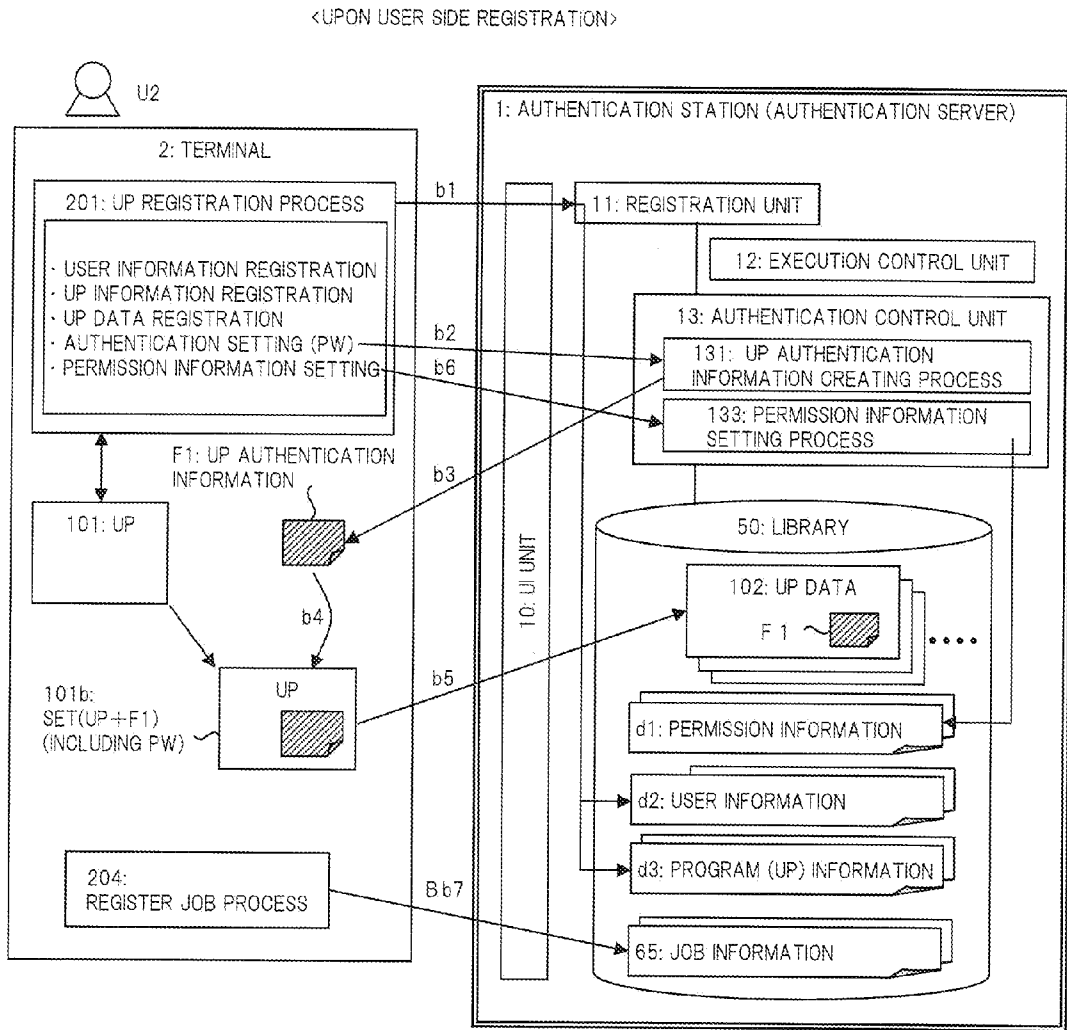 <UPON USER SIDE REGISTRATION>
U2
2: TERMINAL
201: UP REGISTRATION PROCESS
· USER INFORMATION REGISTRATION
· UP INFORMATION REGISTRATION
· UP DATA REGISTRATION
· AUTHENTICATION SETTING (PW)
· PERMISSION INFORMATION SETTING
F1: UP AUTHENTICATION
INFORMATION
101: UP
b4
UP
101b:
SET(UP+F1)
(INCLUDING PW)
204:
REGISTER JOB PROCESS
b1
b2
b6
b3
b5
Bb7
1: AUTHENTICATION STATION (AUTHENTICATION SERVER)
10: UI UNIT
11: REGISTRATION UNIT
12: EXECUTION CONTROL UNIT
13: AUTHENTICATION CONTROL UNIT
131: UP AUTHENTICATION
INFORMATION CREATING PROCESS
133: PERMISSION INFORMATION
SETTING PROCESS
50: LIBRARY
102: UP DATA
F 1
....
d1: PERMISSION INFORMATION
d2: USER INFORMATION
d3: PROGRAM (UP) INFORMATION
65: JOB INFORMATION